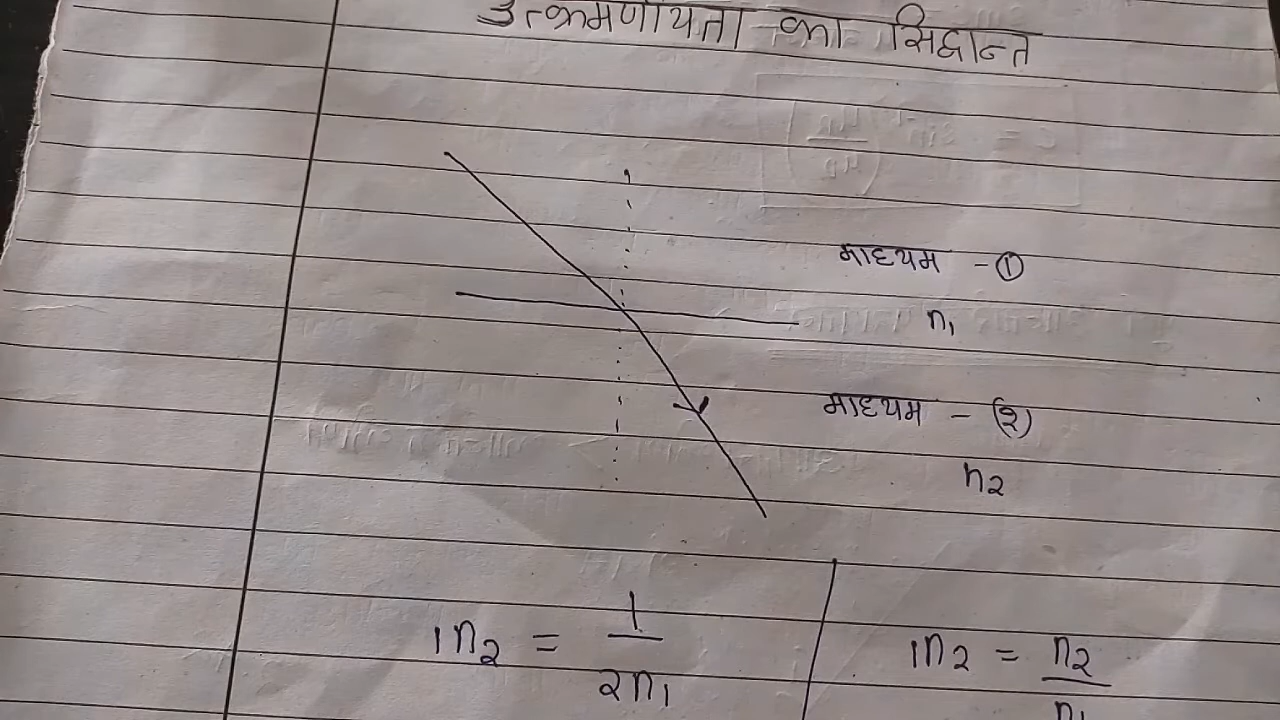 उत्क्रमणीयता का सिद्धान्त
माध्यम - ①
n₁
माध्यम - (२)
n₂
₁n₂ = 1/₂n₁
₁n₂ = n₂/n₁